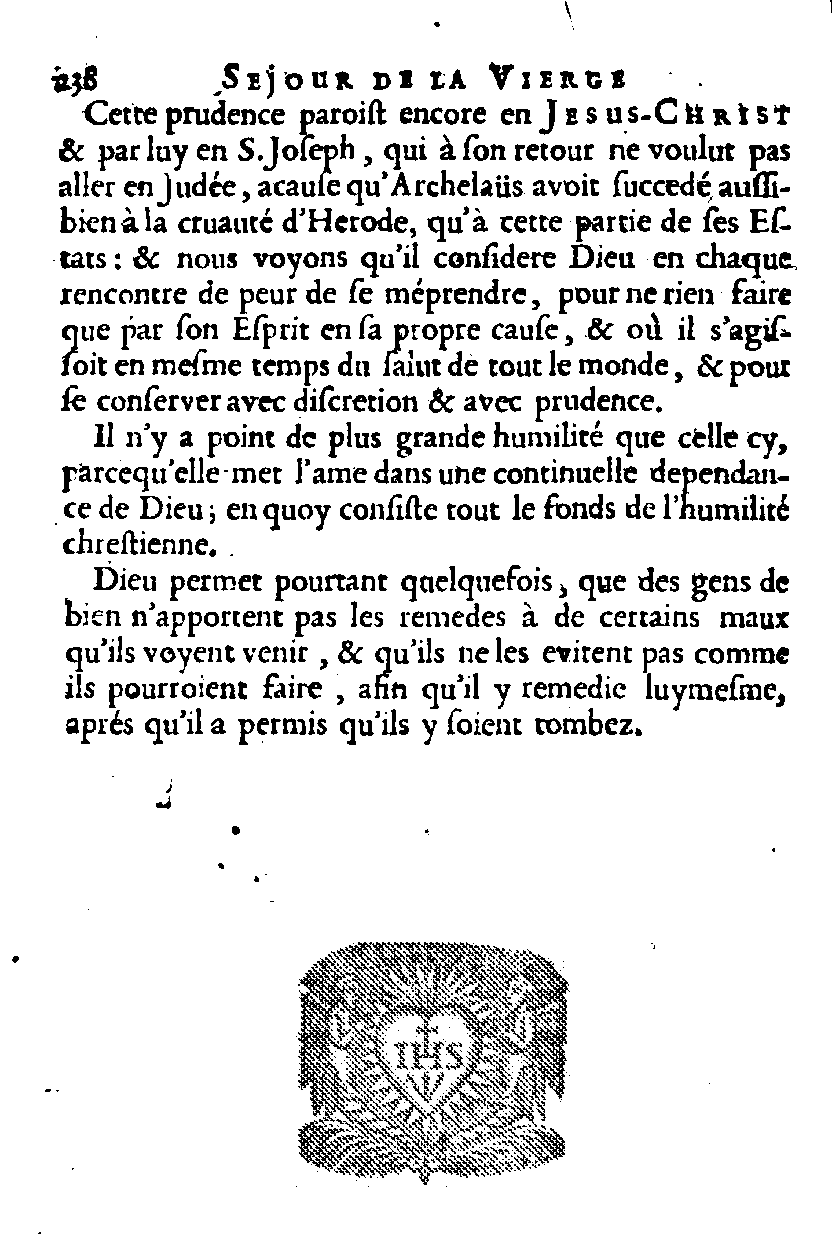 238 SEJOUR DE LA VIERGE
Cette prudence paroiſt encore en JESUS-CHRIST
& par luy en S. Joſeph, qui à ſon retour ne voulut pas
aller en Judée, acauſe qu'Archelaüs avoit ſuccedé auſſi-
bien à la cruauté d'Herode, qu'à cette partie de ſes Eſ-
tats: & nous voyons qu'il conſidere Dieu en chaque
rencontre de peur de ſe méprendre, pour ne rien faire
que par ſon Eſprit en ſa propre cauſe, & où il s'agiſ-
ſoit en meſme temps du ſalut de tout le monde, & pour
ſe conſerver avec diſcretion & avec prudence.
Il n'y a point de plus grande humilité que celle cy,
parcequ'elle met l'ame dans une continuelle dependan-
ce de Dieu; en quoy conſiſte tout le fonds de l'humilité
chreſtienne.
Dieu permet pourtant quelquefois, que des gens de
bien n'apportent pas les remedes à de certains maux
qu'ils voyent venir, & qu'ils ne les evitent pas comme
ils pourroient faire, afin qu'il y remedie luymeſme,
aprés qu'il a permis qu'ils y ſoient tombez.
IHS